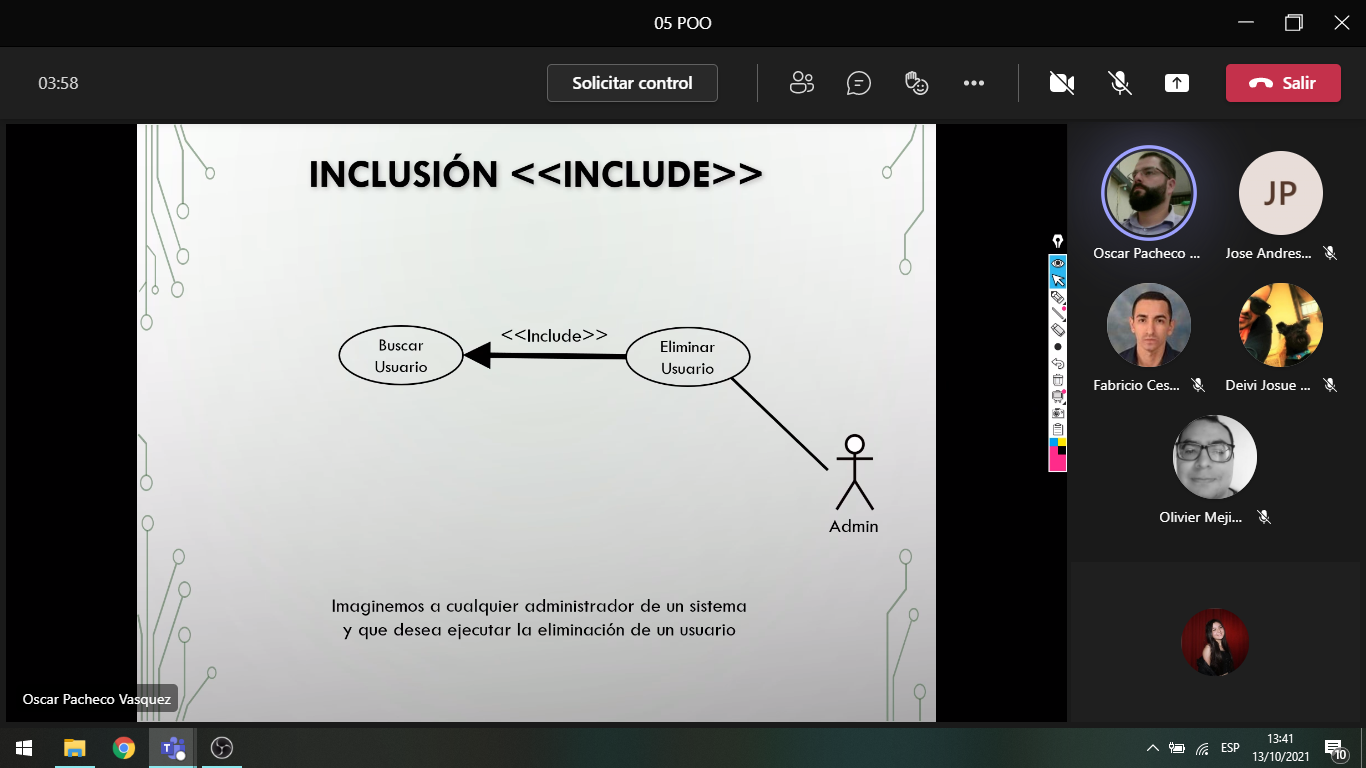 05 POO
03:58
Solicitar control
Salir
INCLUSIÓN <<INCLUDE>>
<<Include>>
Buscar
Usuario
Eliminar
Usuario
Admin
Imaginemos a cualquier administrador de un sistema
y que desea ejecutar la eliminación de un usuario
Oscar Pacheco Vasquez
Oscar Pacheco ...
JP
Jose Andres...
Fabricio Ces...
Deivi Josue ...
Olivier Meji...
T
ESP
13:41
13/10/2021
10